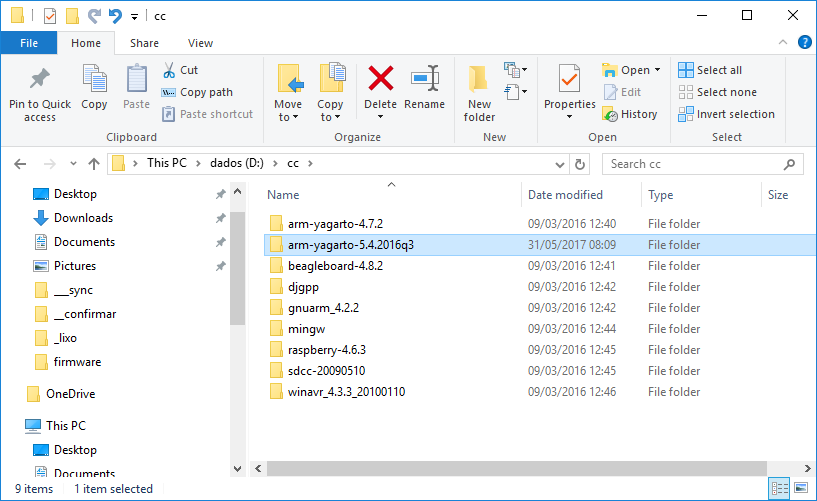 cc
File Home Share View
Pin to Quick access
Copy
Paste
Cut
Copy path
Paste shortcut
Clipboard
Move to
Copy to
Delete
Rename
Organize
New folder
New
Properties
Open
Edit
History
Open
Select all
Select none
Invert selection
Select
This PC > dados (D:) > cc >
Search cc
Desktop
Downloads
Documents
Pictures
___sync
__confirmar
_lixo
firmware
OneDrive
This PC
Desktop
Documents
Name Date modified Type Size
arm-yagarto-4.7.2 09/03/2016 12:40 File folder
arm-yagarto-5.4.2016q3 31/05/2017 08:09 File folder
beagleboard-4.8.2 09/03/2016 12:41 File folder
djgpp 09/03/2016 12:42 File folder
gnuarm_4.2.2 09/03/2016 12:42 File folder
mingw 09/03/2016 12:44 File folder
raspberry-4.6.3 09/03/2016 12:45 File folder
sdcc-20090510 09/03/2016 12:45 File folder
winavr_4.3.3_20100110 09/03/2016 12:46 File folder
9 items 1 item selected